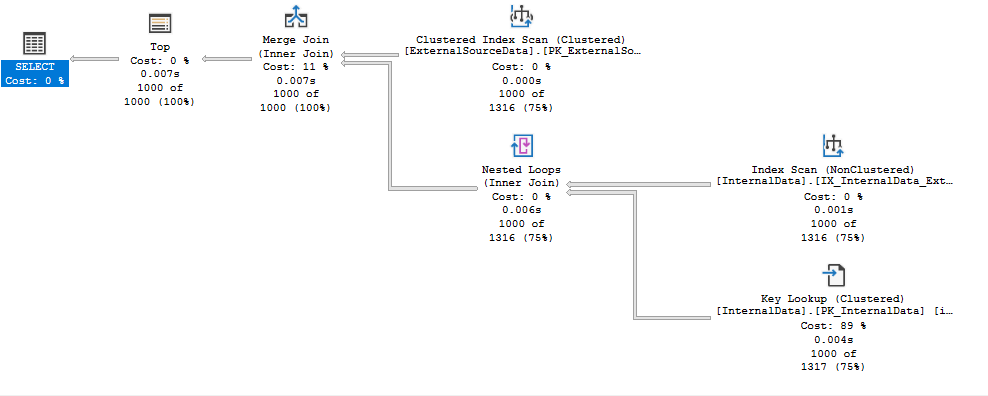 SELECT
Cost: 0 %
Top
Cost: 0 %
0.007s
1000 of
1000 (100%)
Merge Join
(Inner Join)
Cost: 11 %
0.007s
1000 of
1000 (100%)
Clustered Index Scan (Clustered)
[ExternalSourceData].[PK_ExternalSo…
Cost: 0 %
0.000s
1000 of
1316 (75%)
Nested Loops
(Inner Join)
Cost: 0 %
0.006s
1000 of
1316 (75%)
Index Scan (NonClustered)
[InternalData].[IX_InternalData_Ext…
Cost: 0 %
0.001s
1000 of
1316 (75%)
Key Lookup (Clustered)
[InternalData].[PK_InternalData] [i…
Cost: 89 %
0.004s
1000 of
1317 (75%)